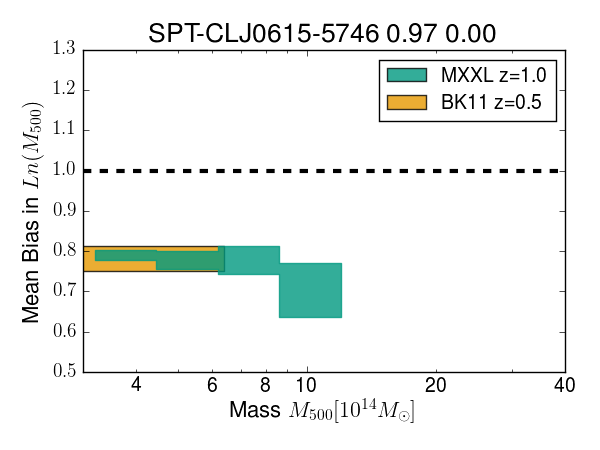 SPT-CLJ0615-5746 0.97 0.00
MXXL z=1.0
BK11 z=0.5
Mean Bias in Ln(M₅₀₀)
1.3
1.2
1.1
1.0
0.9
0.8
0.7
0.6
0.5
4 6 8 10 20 40
Mass M₅₀₀[10¹⁴M☉]